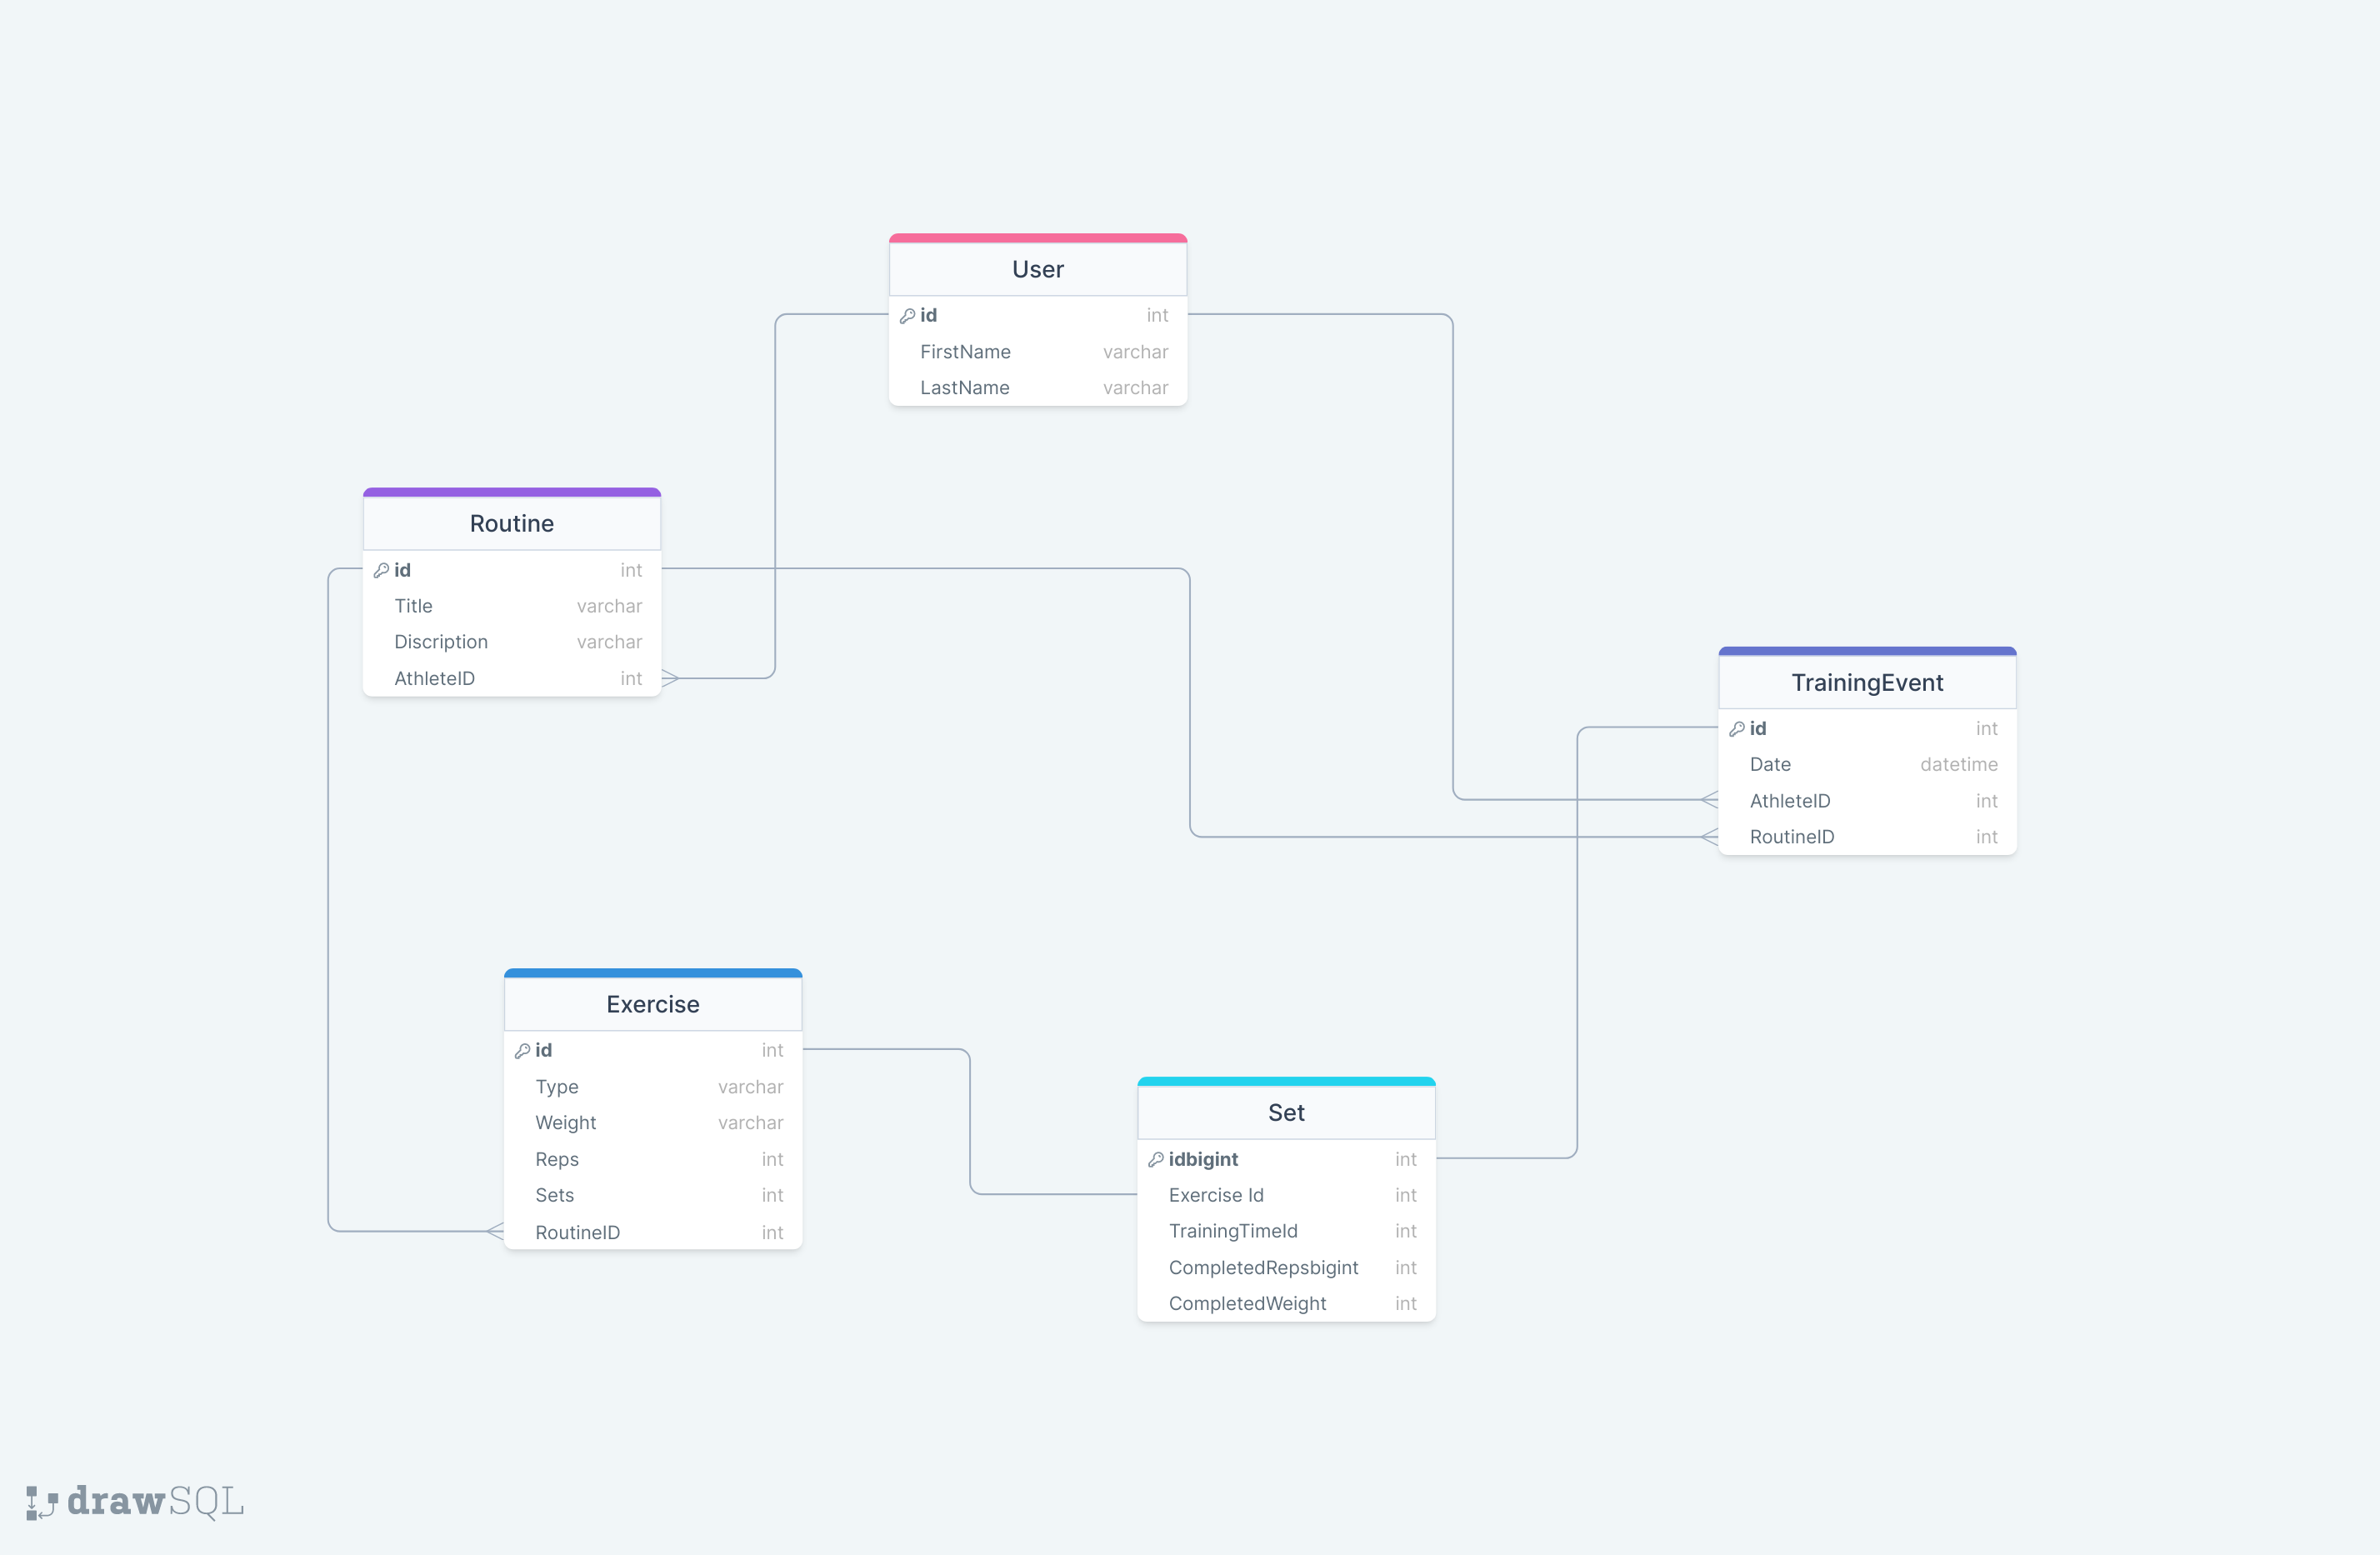 User
id int
FirstName varchar
LastName varchar
Routine
id int
Title varchar
Discription varchar
AthleteID int
TrainingEvent
id int
Date datetime
AthleteID int
RoutineID int
Exercise
id int
Type varchar
Weight varchar
Reps int
Sets int
RoutineID int
Set
idbigint int
Exercise Id int
TrainingTimeId int
CompletedRepsbigint int
CompletedWeight int
drawSQL